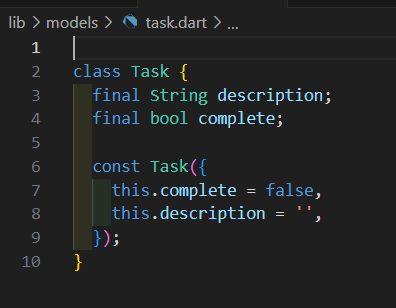 lib > models > task.dart > ...
1
2 class Task {
3   final String description;
4   final bool complete;
5
6   const Task({
7     this.complete = false,
8     this.description = '',
9   });
10 }